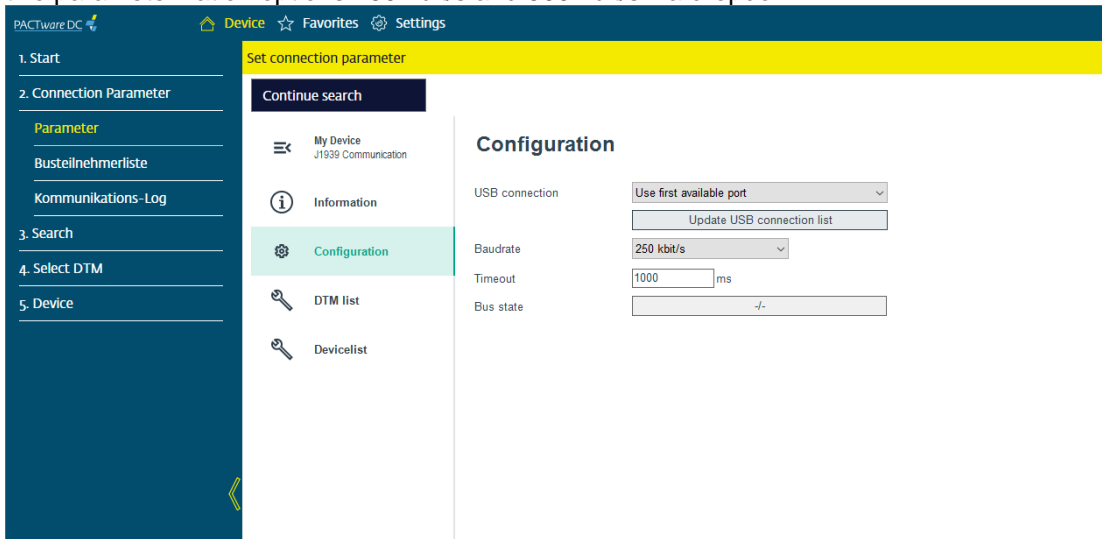 PACTware DC
Device Favorites Settings
1. Start
2. Connection Parameter
Parameter
Busteilnehmerliste
Kommunikations-Log
3. Search
4. Select DTM
5. Device
Set connection parameter
Continue search
My Device
J1939 Communication
Information
Configuration
DTM list
Devicelist
Configuration
USB connection Use first available port
Update USB connection list
Baudrate 250 kbit/s
Timeout 1000 ms
Bus state -/-